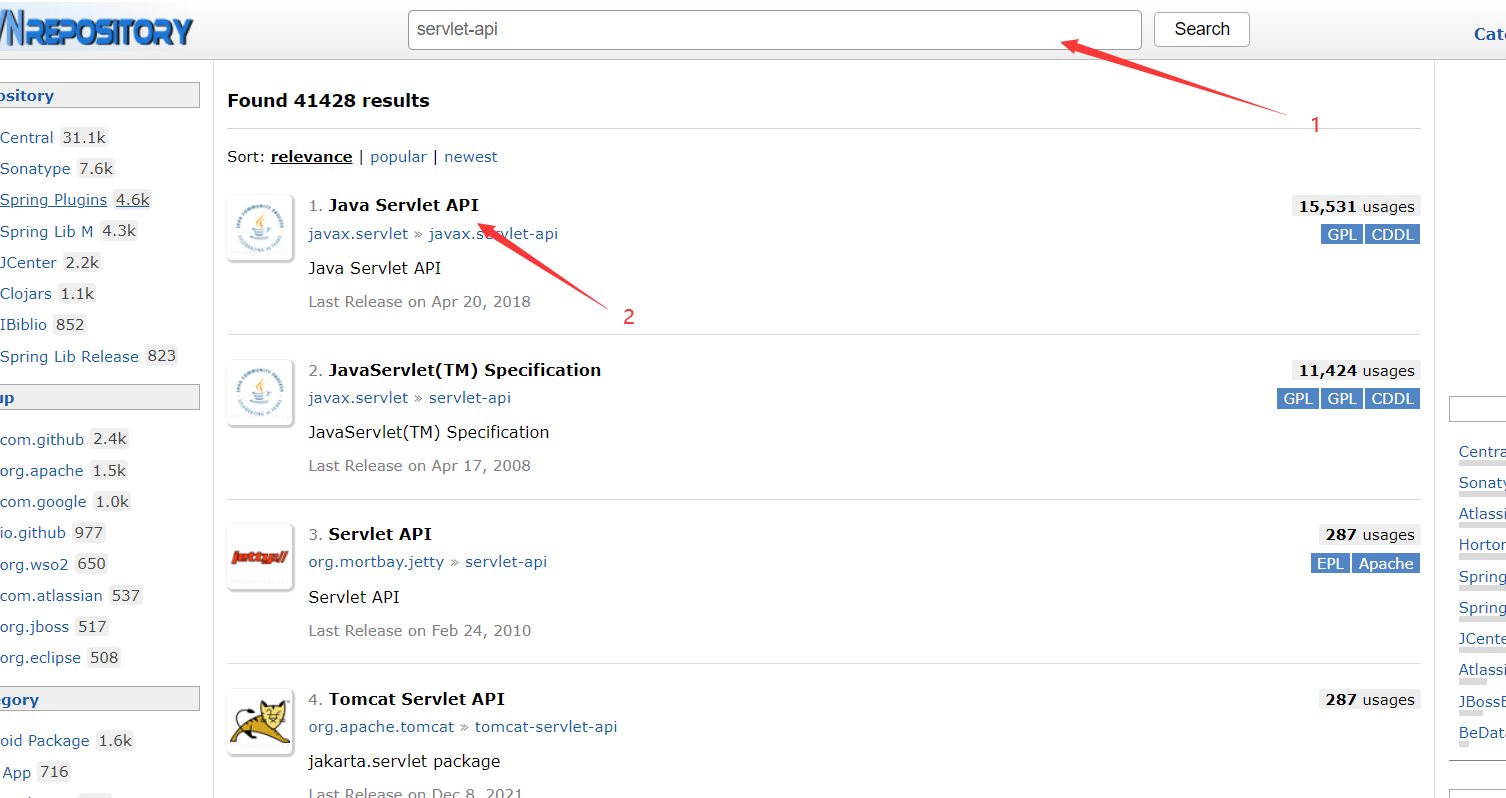 VNREPOSITORY
servlet-api
Search
1
Found 41428 results
Sort: relevance | popular | newest
1. Java Servlet API
15,531 usages
javax.servlet » javax.servlet-api
GPL CDDL
Java Servlet API
Last Release on Apr 20, 2018
2
2. JavaServlet(TM) Specification
11,424 usages
javax.servlet » servlet-api
GPL GPL CDDL
JavaServlet(TM) Specification
Last Release on Apr 17, 2008
3. Servlet API
287 usages
org.mortbay.jetty » servlet-api
EPL Apache
jetty://
Servlet API
Last Release on Feb 24, 2010
4. Tomcat Servlet API
287 usages
org.apache.tomcat » tomcat-servlet-api
jakarta.servlet package
Last Release on Dec 8, 2021
ository
Central 31.1k
Sonatype 7.6k
Spring Plugins 4.6k
Spring Lib M 4.3k
JCenter 2.2k
Clojars 1.1k
IBiblio 852
Spring Lib Release 823
up
com.github 2.4k
org.apache 1.5k
com.google 1.0k
io.github 977
org.wso2 650
com.atlassian 537
org.jboss 517
org.eclipse 508
egory
oid Package 1.6k
App 716
Cate
Centra
Sonaty
Atlassi
Horton
Spring
Spring
JCente
Atlassi
JBossE
BeData